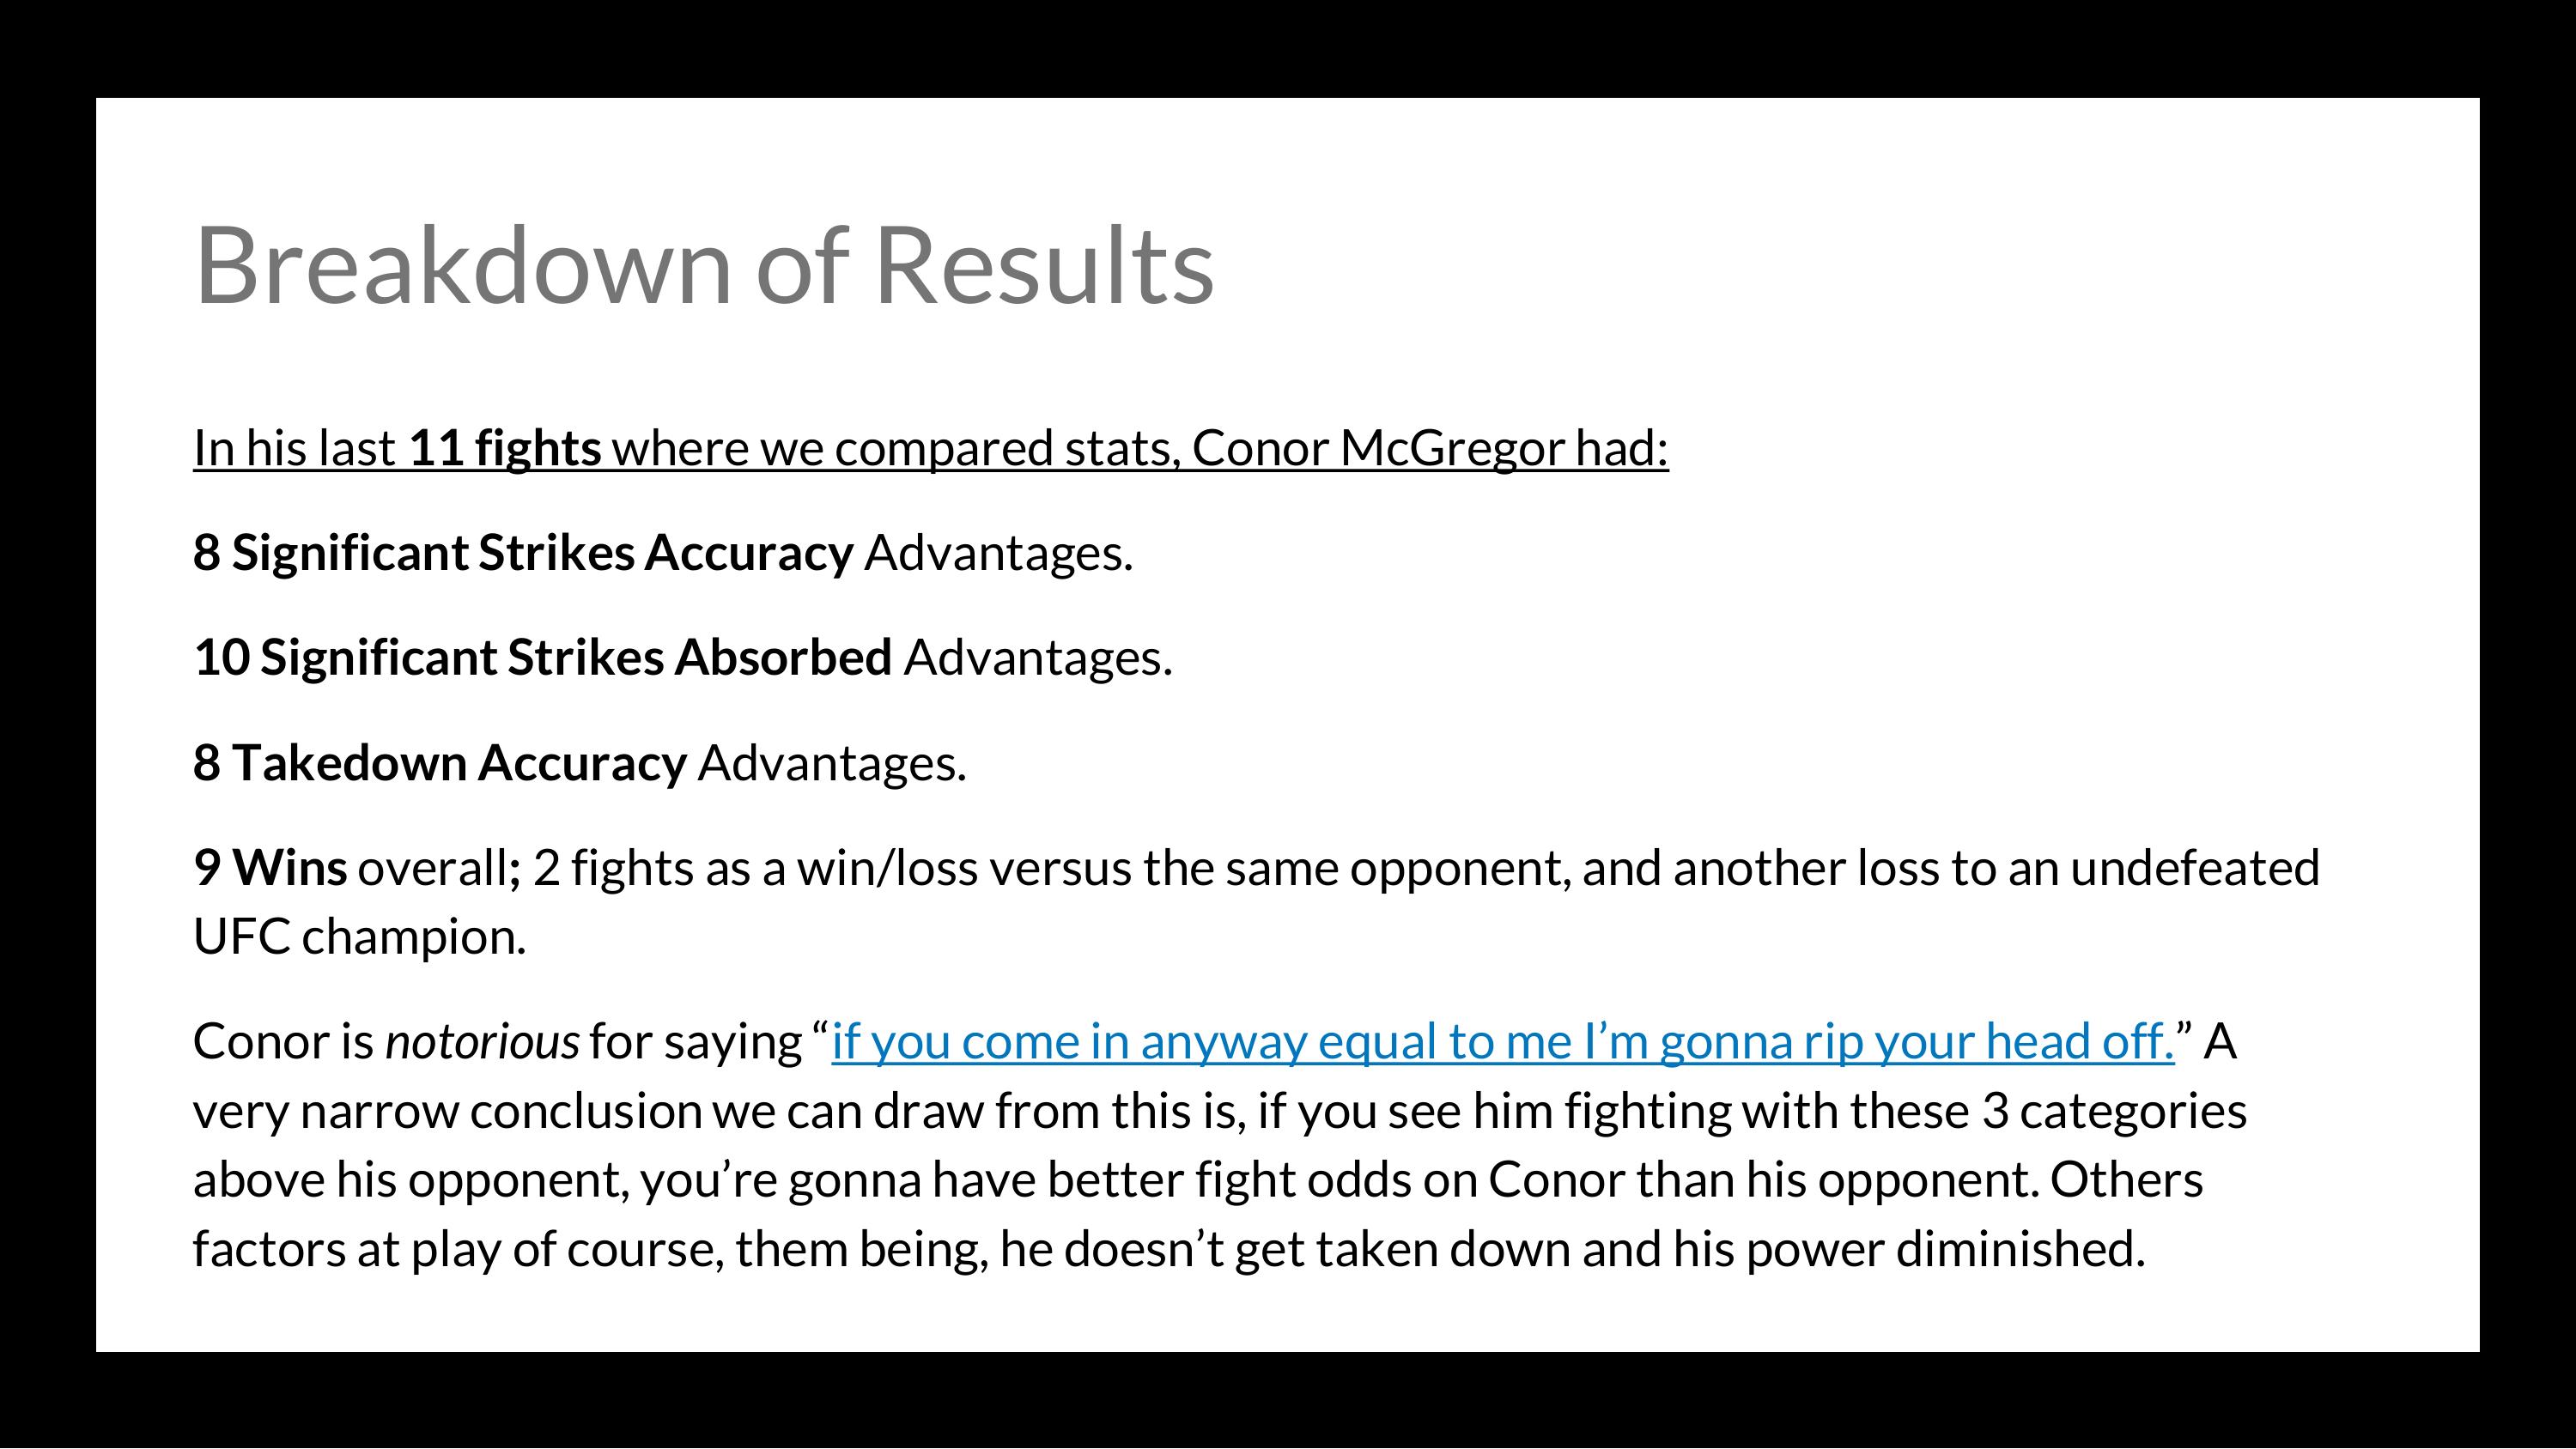 Breakdown of Results
In his last 11 fights where we compared stats, Conor McGregor had:
8 Significant Strikes Accuracy Advantages.
10 Significant Strikes Absorbed Advantages.
8 Takedown Accuracy Advantages.
9 Wins overall; 2 fights as a win/loss versus the same opponent, and another loss to an undefeated
UFC champion.
Conor is notorious for saying “if you come in anyway equal to me I’m gonna rip your head off.” A
very narrow conclusion we can draw from this is, if you see him fighting with these 3 categories
above his opponent, you’re gonna have better fight odds on Conor than his opponent. Others
factors at play of course, them being, he doesn’t get taken down and his power diminished.